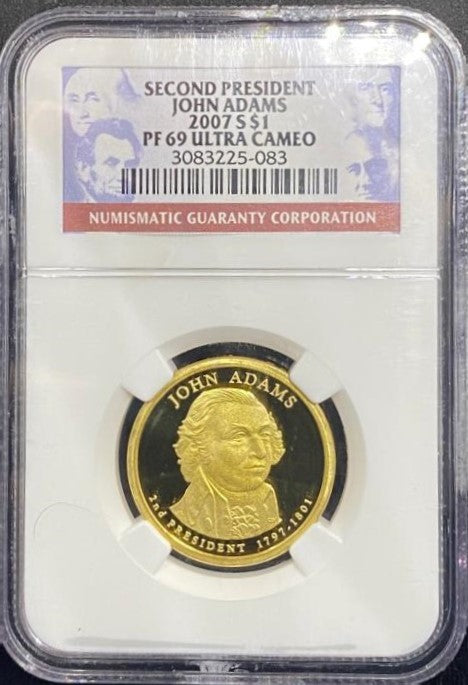 SECOND PRESIDENT
JOHN ADAMS
2007 S $1
PF 69 ULTRA CAMEO
3083225-083
NUMISMATIC GUARANTY CORPORATION
JOHN ADAMS
2nd PRESIDENT 1797-1801